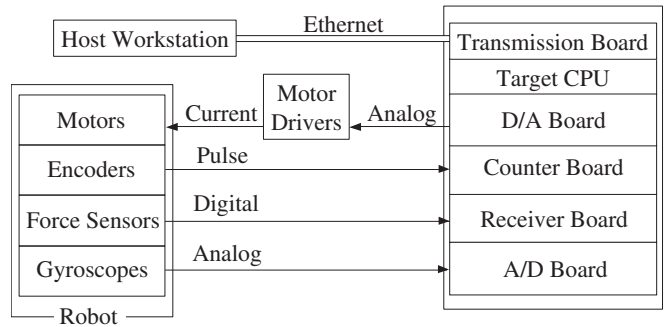 Host Workstation
Ethernet
Transmission Board
Target CPU
D/A Board
Counter Board
Receiver Board
A/D Board
Motor
Drivers
Current
Analog
Motors
Encoders
Force Sensors
Gyroscopes
Pulse
Digital
Analog
Robot